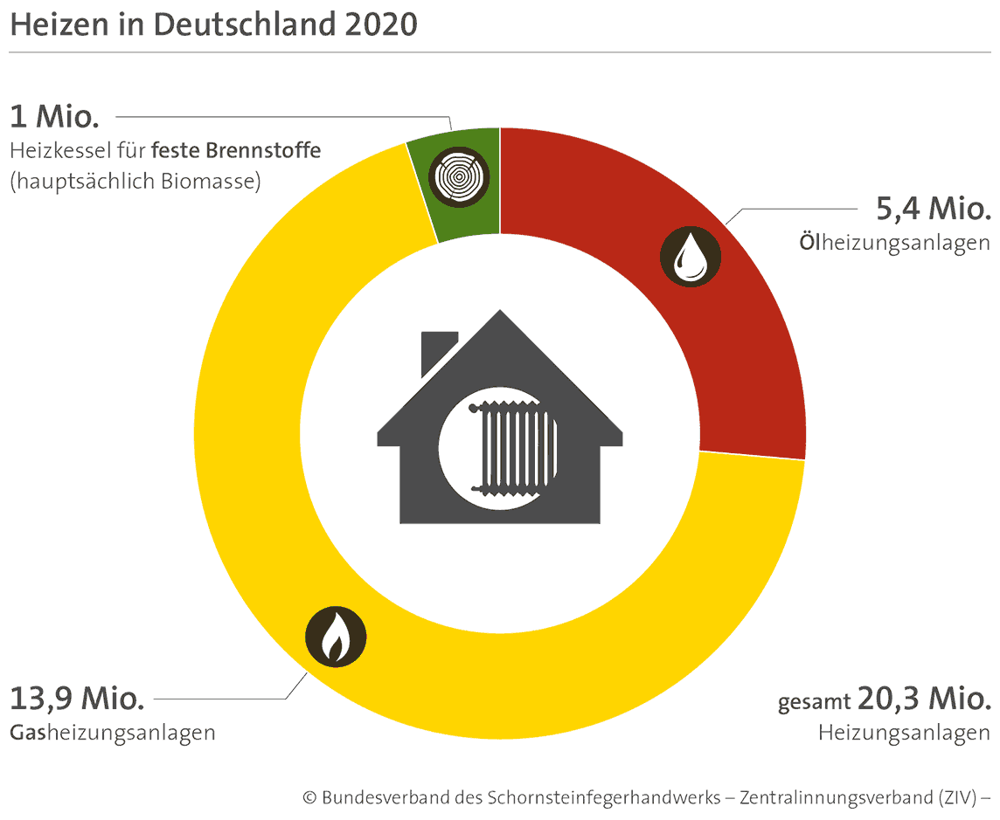 Heizen in Deutschland 2020
1 Mio.
Heizkessel für feste Brennstoffe
(hauptsächlich Biomasse)
5,4 Mio.
Ölheizungsanlagen
13,9 Mio.
Gasheizungsanlagen
gesamt 20,3 Mio.
Heizungsanlagen
© Bundesverband des Schornsteinfegerhandwerks – Zentralinnungsverband (ZIV) –